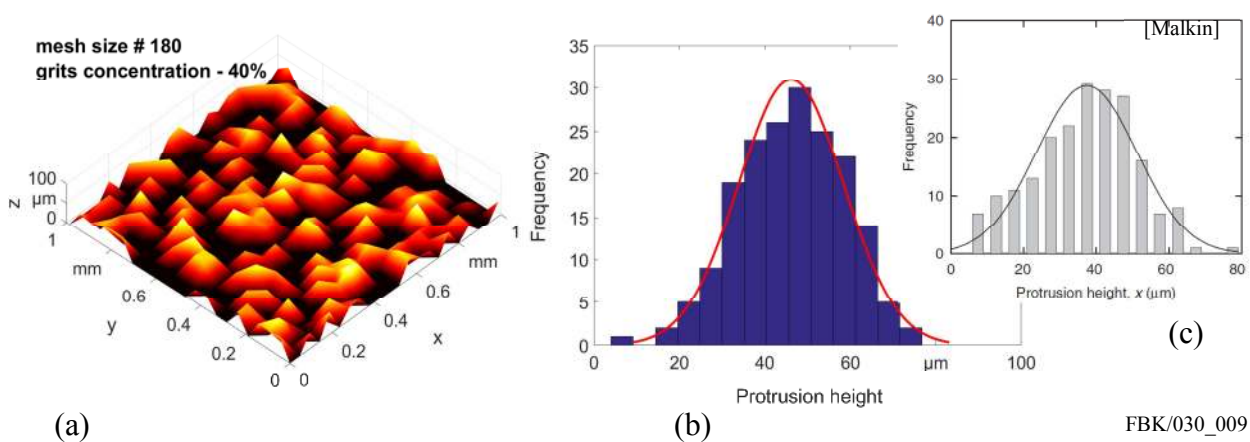 mesh size # 180
grits concentration - 40%
z
100
µm
0
1
mm
0.6
y
0.4
0.2
0
0
0.2
0.4
x
0.6
mm
1
35
30
25
20
15
10
5
0
Frequency
0
20
40
60
µm
100
Protrusion height
[Malkin]
40
30
20
10
0
Frequency
0
20
40
60
80
Protrusion height. x (µm)
(a)
(b)
(c)
FBK/030_009